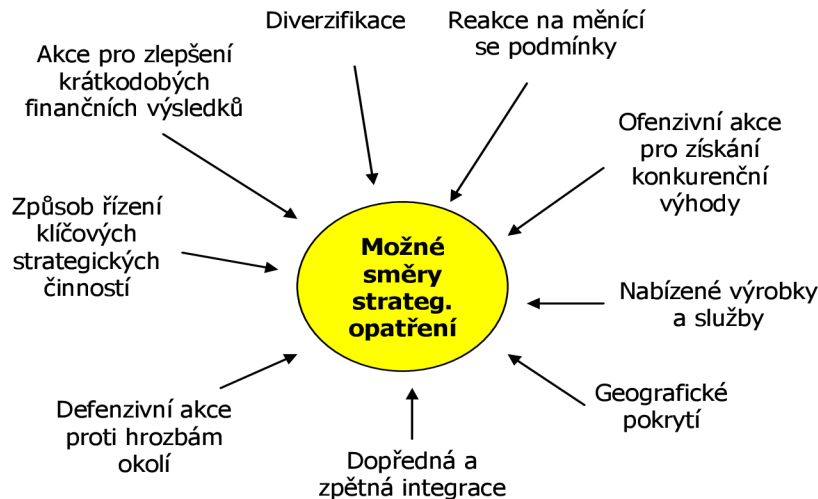 Diverzifikace
Reakce na měnící
se podmínky
Akce pro zlepšení
krátkodobých
finančních výsledků
Ofenzivní akce
pro získání
konkurenční
výhody
Způsob řízení
klíčových
strategických
činností
Možné
směry
strateg.
opatření
Nabízené výrobky
a služby
Geografické
pokrytí
Defenzivní akce
proti hrozbám
okolí
Dopředná a
zpětná integrace